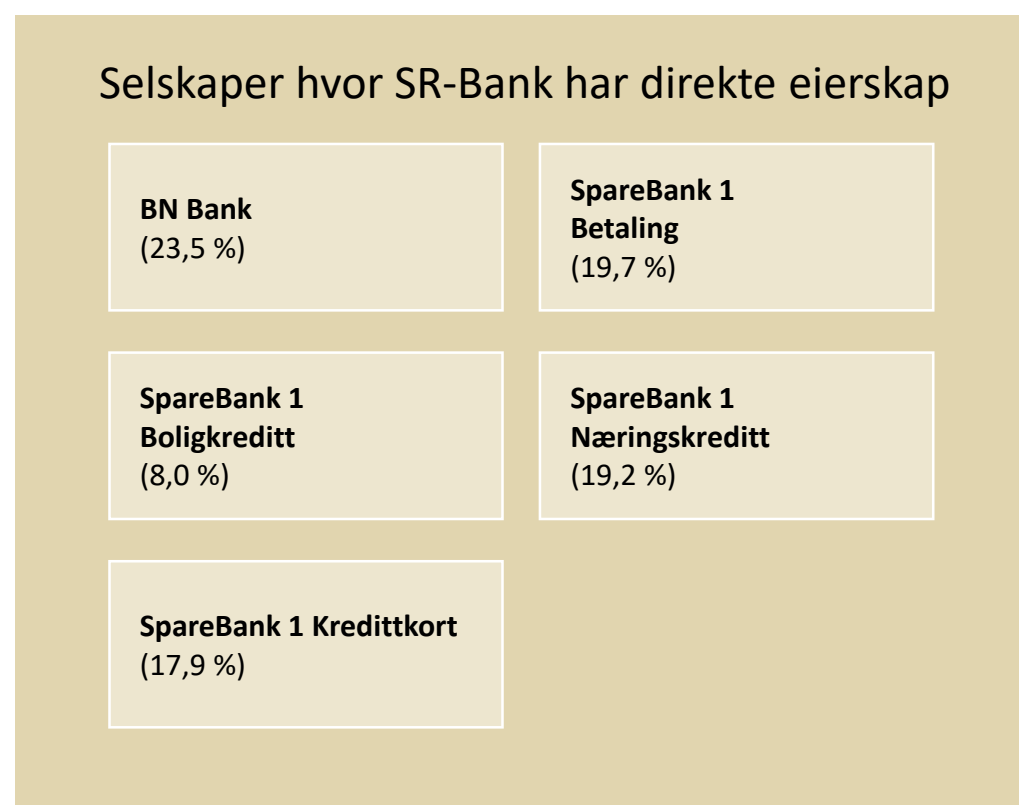 Selskaper hvor SR-Bank har direkte eierskap
BN Bank
(23,5 %)
SpareBank 1
Betaling
(19,7 %)
SpareBank 1
Boligkreditt
(8,0 %)
SpareBank 1
Næringskreditt
(19,2 %)
SpareBank 1 Kredittkort
(17,9 %)